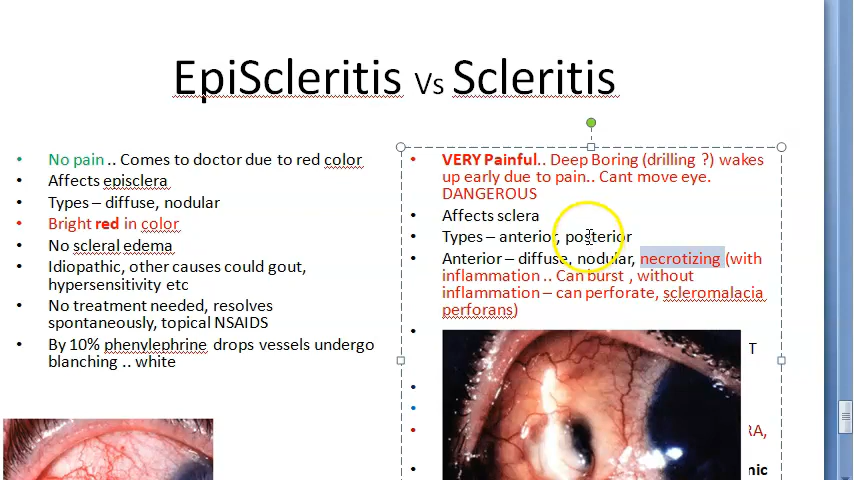 EpiScleritis Vs Scleritis
No pain .. Comes to doctor due to red color
Affects episclera
Types – diffuse, nodular
Bright red in color
No scleral edema
Idiopathic, other causes could gout,
hypersensitivity etc
No treatment needed, resolves
spontaneously, topical NSAIDS
By 10% phenylephrine drops vessels undergo
blanching .. white
VERY Painful.. Deep Boring (drilling ?) wakes
up early due to pain.. Cant move eye.
DANGEROUS
Affects sclera
Types – anterior, posterior
Anterior – diffuse, nodular, necrotizing (with
inflammation .. Can burst , without
inflammation – can perforate, scleromalacia
perforans)